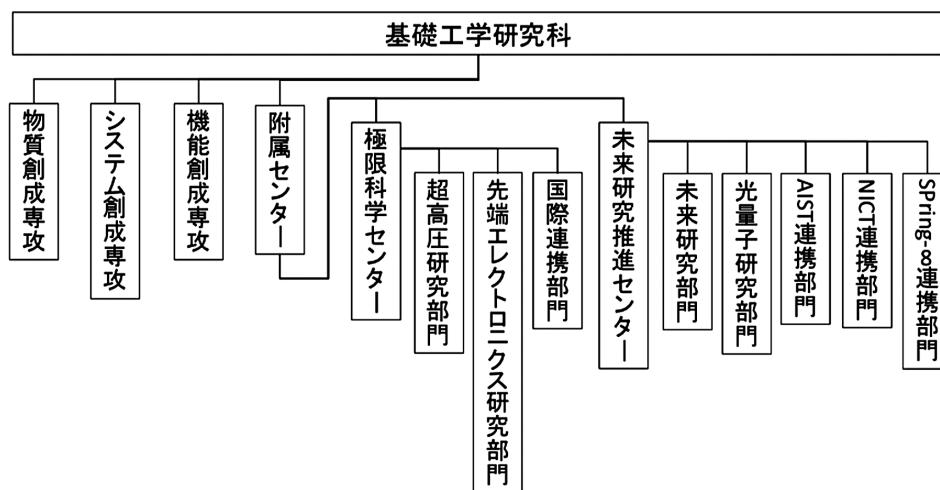 基礎工学研究科
物質創成専攻
システム創成専攻
機能創成専攻
附属センター
極限科学センター
超高圧研究部門
先端エレクトロニクス研究部門
国際連携部門
未来研究推進センター
未来研究部門
光量子研究部門
AIST連携部門
NICT連携部門
SPring-8連携部門